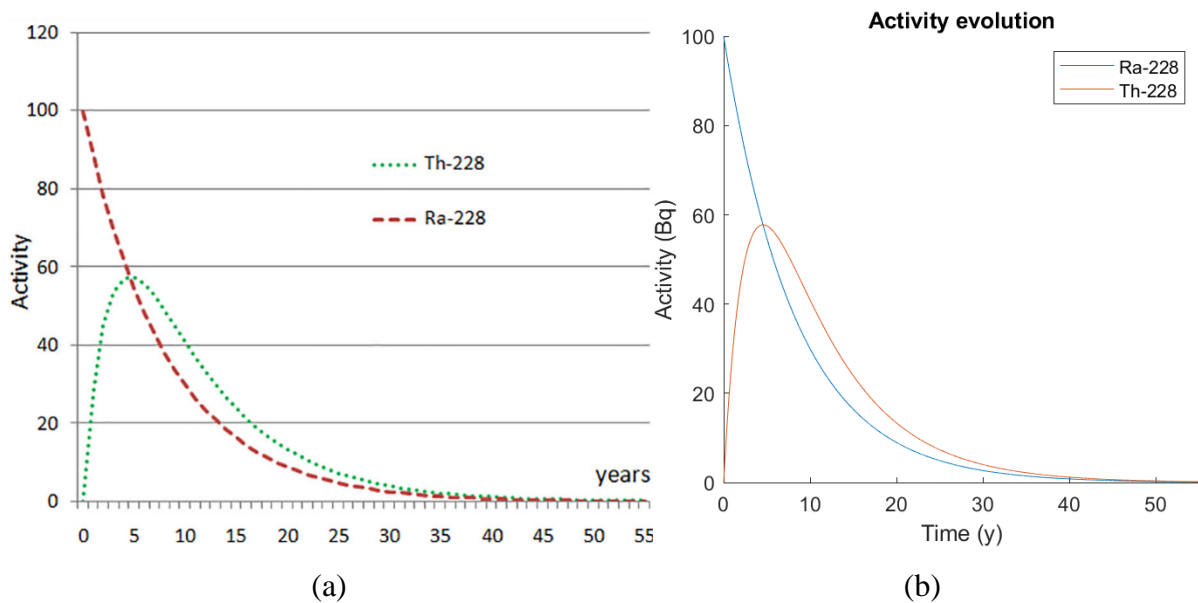 120
100
80
60
40
20
0
Activity
Th-228
Ra-228
years
0 5 10 15 20 25 30 35 40 45 50 55
(a)
Activity evolution
Ra-228
Th-228
100
80
60
40
20
0
Activity (Bq)
0 10 20 30 40 50
Time (y)
(b)